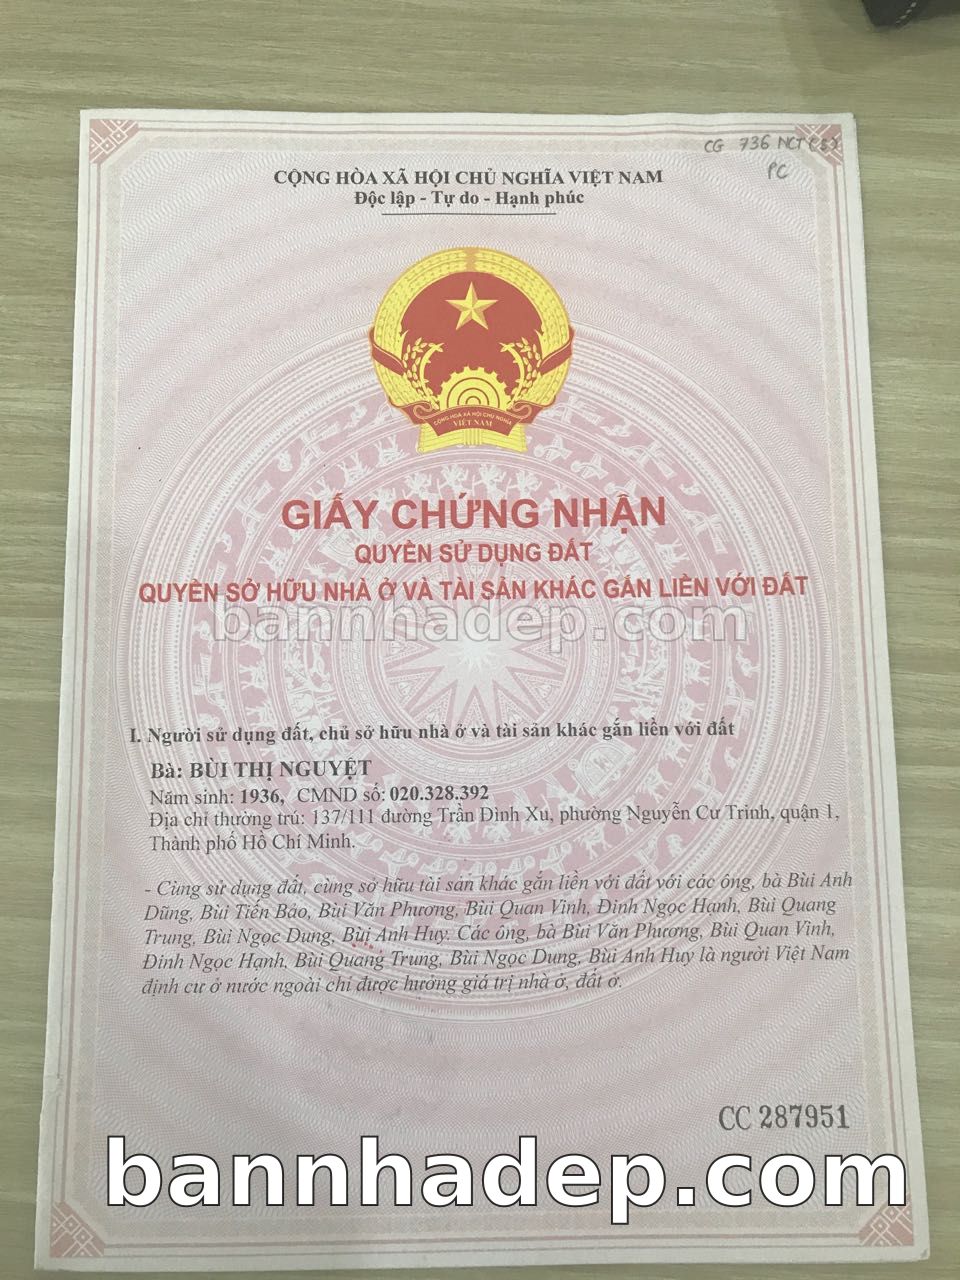 CG 736 NCT (S)
PC
CỘNG HÒA XÃ HỘI CHỦ NGHĨA VIỆT NAM
Độc lập - Tự do - Hạnh phúc
CỘNG HÒA XÃ HỘI CHỦ NGHĨA
VIỆT NAM
GIẤY CHỨNG NHẬN
QUYỀN SỬ DỤNG ĐẤT
QUYỀN SỞ HỮU NHÀ Ở VÀ TÀI SẢN KHÁC GẮN LIỀN VỚI ĐẤT
bannhadep.com
I. Người sử dụng đất, chủ sở hữu nhà ở và tài sản khác gắn liền với đất
Bà: BÙI THỊ NGUYỆT
Năm sinh: 1936, CMND số: 020.328.392
Địa chỉ thường trú: 137/111 đường Trần Đình Xu, phường Nguyễn Cư Trinh, quận 1,
Thành phố Hồ Chí Minh.
- Cùng sử dụng đất, cùng sở hữu tài sản khác gắn liền với đất với các ông, bà Bùi Anh
Dũng, Bùi Tiến Bảo, Bùi Văn Phương, Bùi Quan Vinh, Đinh Ngọc Hạnh, Bùi Quang
Trung, Bùi Ngọc Dung, Bùi Anh Huy. Các ông, bà Bùi Văn Phương, Bùi Quan Vinh,
Đinh Ngọc Hạnh, Bùi Quang Trung, Bùi Ngọc Dung, Bùi Anh Huy là người Việt Nam
định cư ở nước ngoài chỉ được hưởng giá trị nhà ở, đất ở.
CC 287951
bannhadep.com